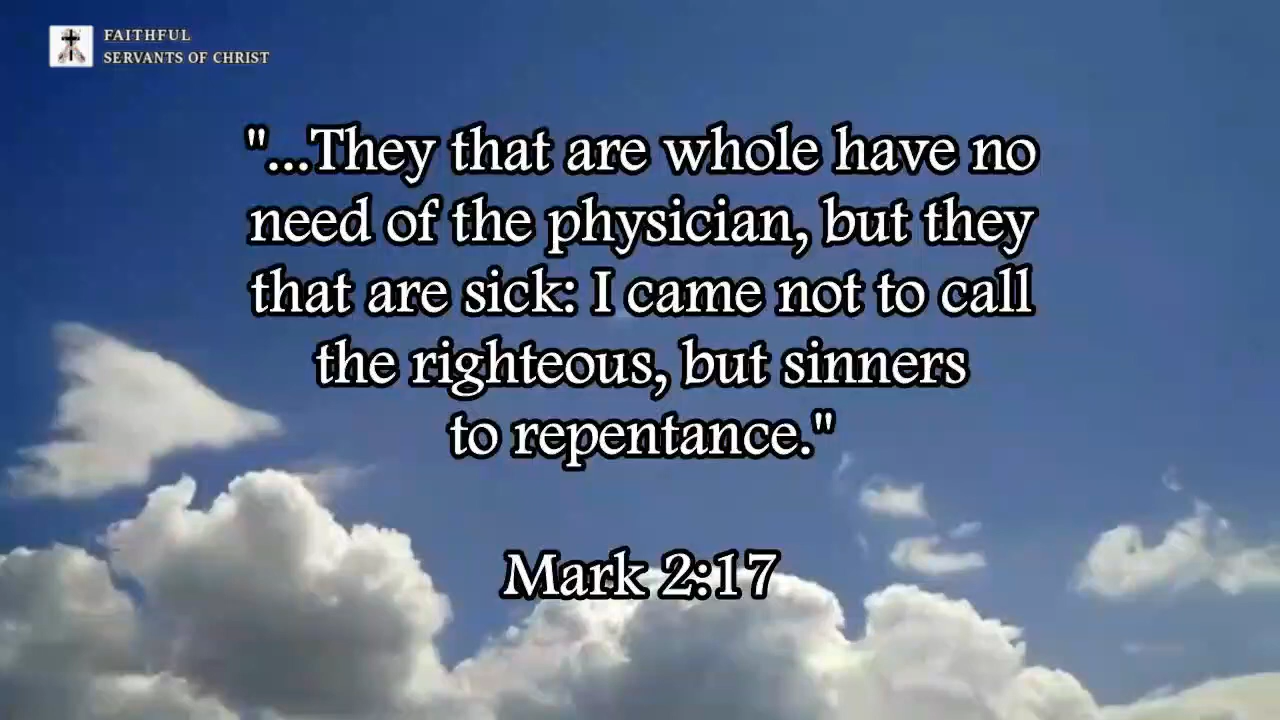 FAITHFUL
SERVANTS OF CHRIST
"...They that are whole have no
need of the physician, but they
that are sick: I came not to call
the righteous, but sinners
to repentance."
Mark 2:17